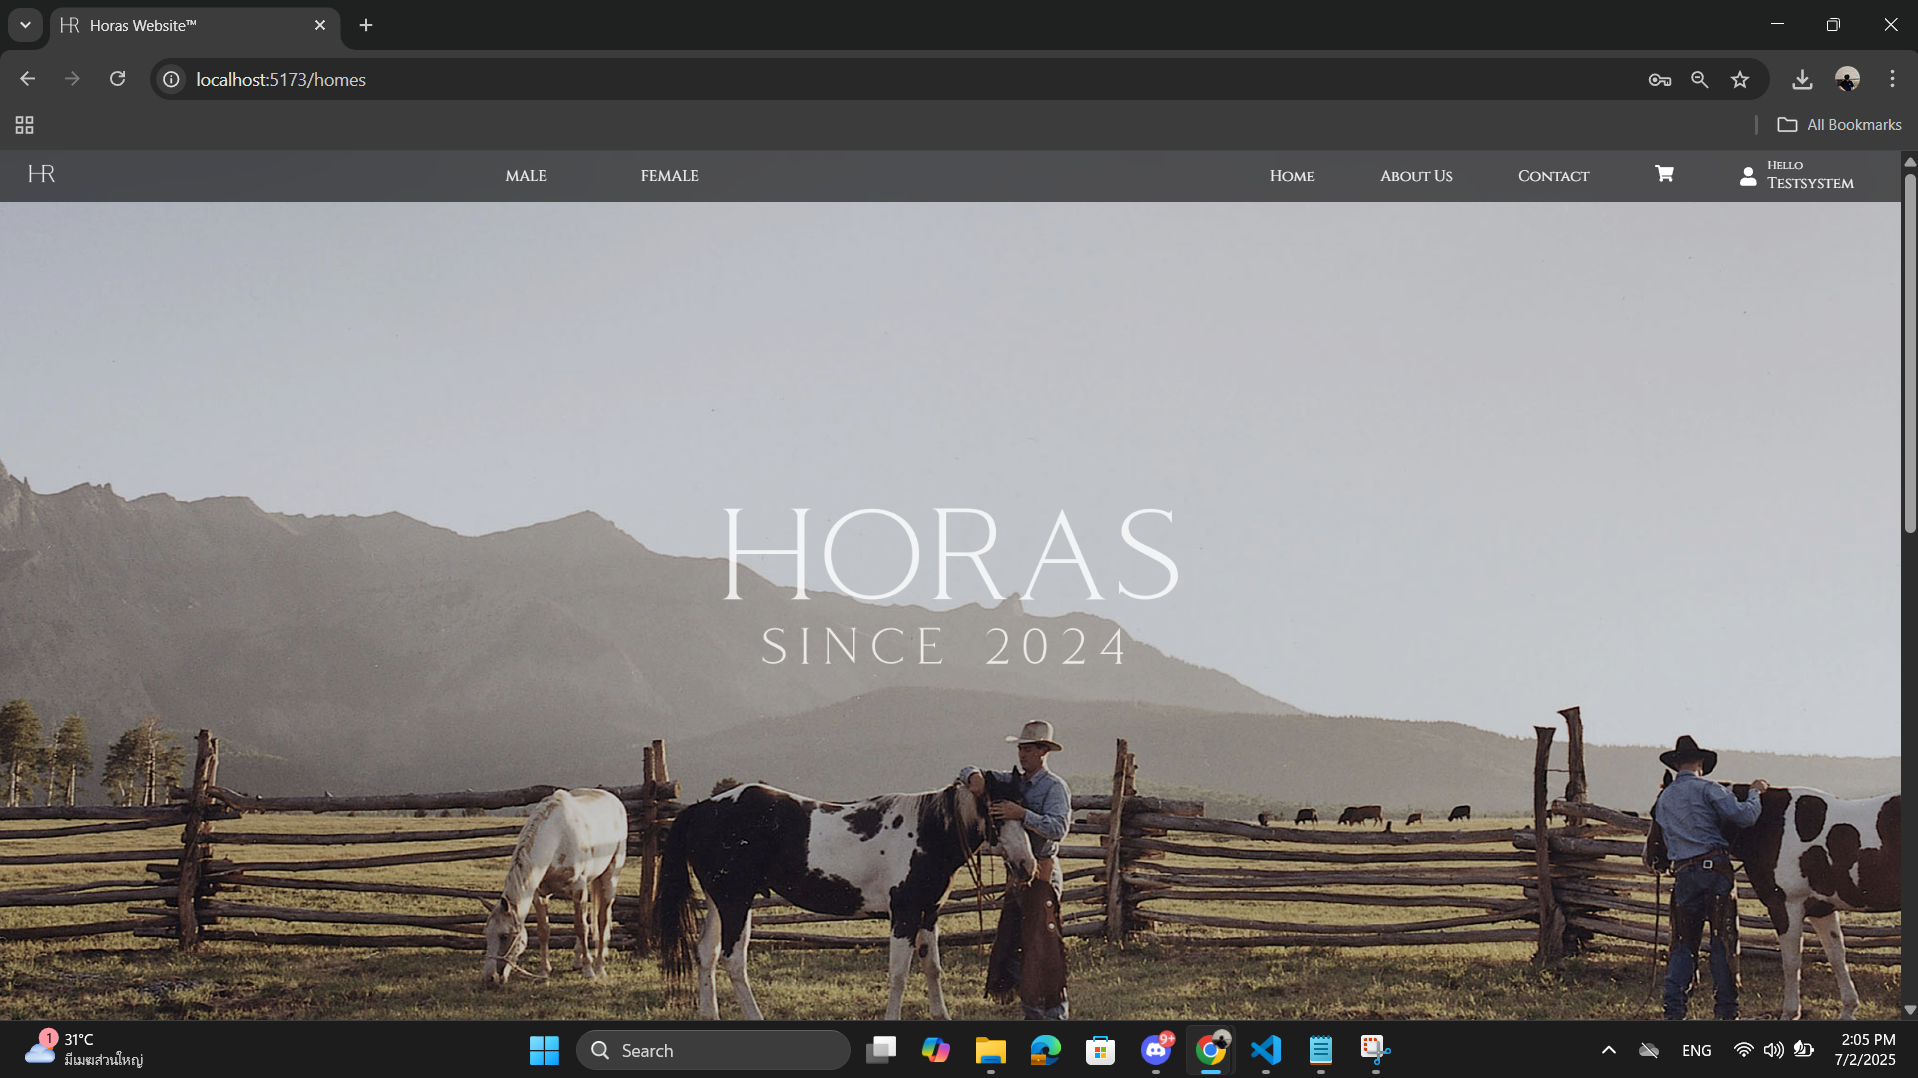 HR Horas Website™
localhost:5173/homes
All Bookmarks
HR MALE FEMALE Home About Us Contact Hello
Testsystem
HORAS
SINCE 2024
1 31°C
มีเมฆส่วนใหญ่
Search
9+
ENG
2:05 PM
7/2/2025